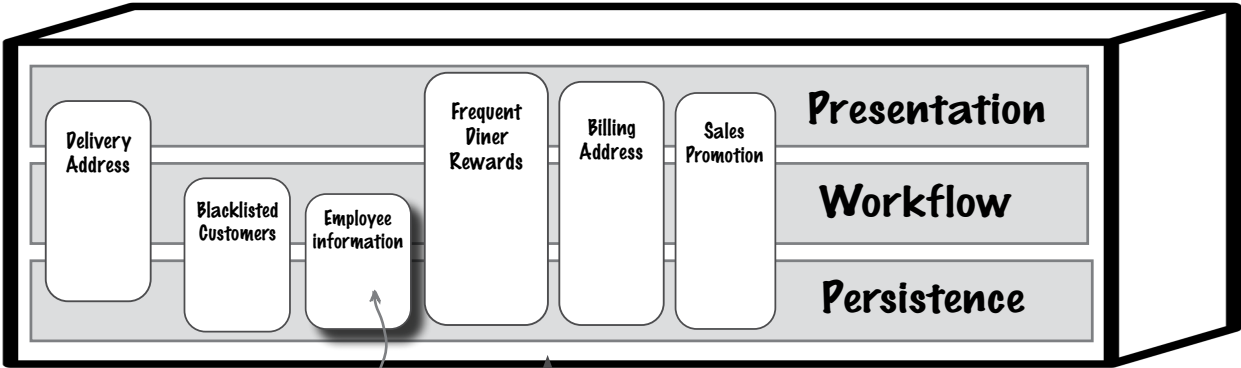 Delivery
Address
Blacklisted
Customers
Employee
information
Frequent
Diner
Rewards
Billing
Address
Sales
Promotion
Presentation
Workflow
Persistence